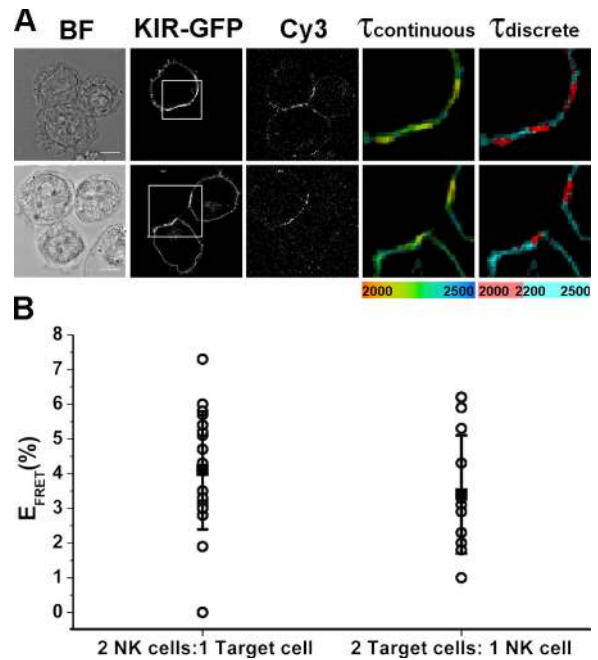 A
BF KIR-GFP Cy3 τcontinuous τdiscrete
2000 2500 2000 2200 2500
B
8
7
6
5
4
3
2
1
0
E_FRET(%)
2 NK cells:1 Target cell 2 Target cells: 1 NK cell